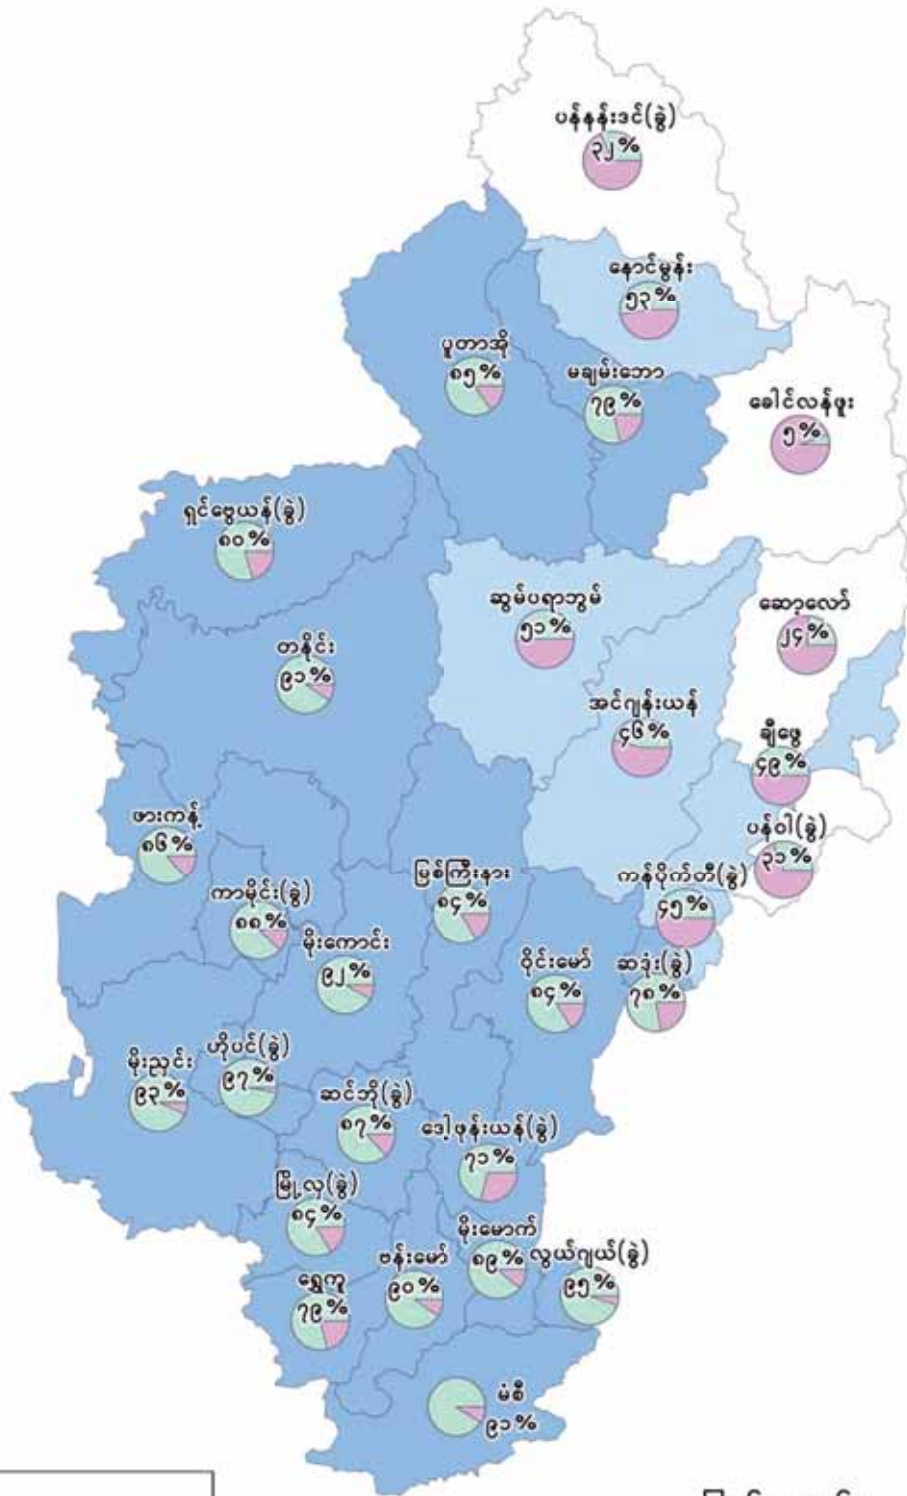 ပန်နန်းဒင်(ခွဲ)
၃၂%
နောင်မွန်း
၅၃%
ပူတာအို
၈၅%
မချမ်းဘော
၇၉%
ခေါင်လန်ဖူး
၅%
ရှင်ဗွေယန်(ခွဲ)
၈၀%
ဆွမ်ပရာဘွမ်
၅၁%
ဆော့လော်
၂၄%
တနိုင်း
၉၁%
အင်ဂျန်းယန်
၄၆%
ချီဖွေ
၄၉%
ဖားကန့်
၈၆%
ပန်ဝါ(ခွဲ)
၃၁%
ကာမိုင်း(ခွဲ)
၈၈%
မြစ်ကြီးနား
၈၄%
ကန်ပိုက်တီ(ခွဲ)
၄၅%
မိုးကောင်း
၉၂%
ဝိုင်းမော်
၈၄%
ဆဒုံး(ခွဲ)
၇၈%
မိုးညှင်း
၉၃%
ဟိုပင်(ခွဲ)
၉၇%
ဆင်ဘို(ခွဲ)
၈၇%
ဒေါ့ဖုန်းယန်(ခွဲ)
၇၁%
မြို့လှ(ခွဲ)
၈၄%
မိုးမောက်
၈၉%
ဗန်းမော်
၉၀%
လွယ်ဂျယ်(ခွဲ)
၉၅%
ရွှေကူ
၇၉%
မံစီ
၉၁%